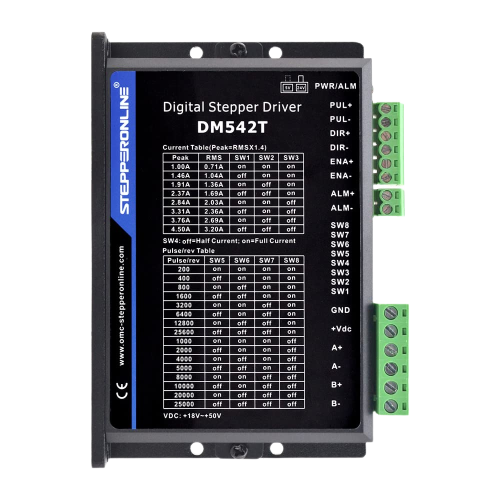 STEPPERONLINE
www.omc-stepperonline.com
CE
5V 24V
PWR/ALM
Digital Stepper Driver
DM542T
Current Table(Peak=RMSX1.4)
Peak RMS SW1 SW2 SW3
1.00A 0.71A on on on
1.46A 1.04A off on on
1.91A 1.36A on off on
2.37A 1.69A off off on
2.84A 2.03A on on off
3.31A 2.36A off on off
3.76A 2.69A on off off
4.50A 3.20A off off off
SW4: off=Half Current; on=Full Current
Pulse/rev Table
Pulse/rev SW5 SW6 SW7 SW8
200 on on on on
400 off on on on
800 on off on on
1600 off off on on
3200 on on off on
6400 off on off on
12800 on off off on
25600 off off off on
1000 on on on off
2000 off on on off
4000 on off on off
5000 off off on off
8000 on on off off
10000 off on off off
20000 on off off off
25000 off off off off
VDC: +18V~+50V
PUL+
PUL-
DIR+
DIR-
ENA+
ENA-
ALM+
ALM-
SW8
SW7
SW6
SW5
SW4
SW3
SW2
SW1
GND
+Vdc
A+
A-
B+
B-